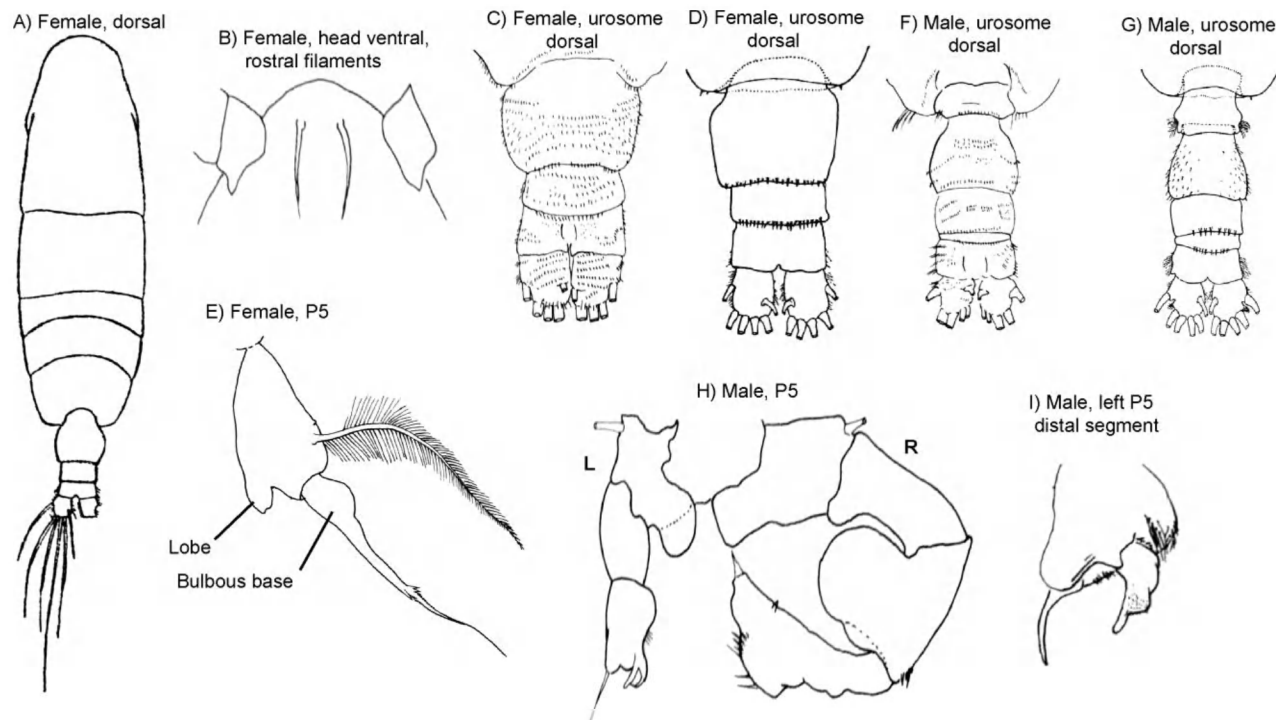 A) Female, dorsal
B) Female, head ventral,
rostral filaments
C) Female, urosome
dorsal
D) Female, urosome
dorsal
F) Male, urosome
dorsal
G) Male, urosome
dorsal
E) Female, P5
Lobe
Bulbous base
H) Male, P5
L
R
I) Male, left P5
distal segment